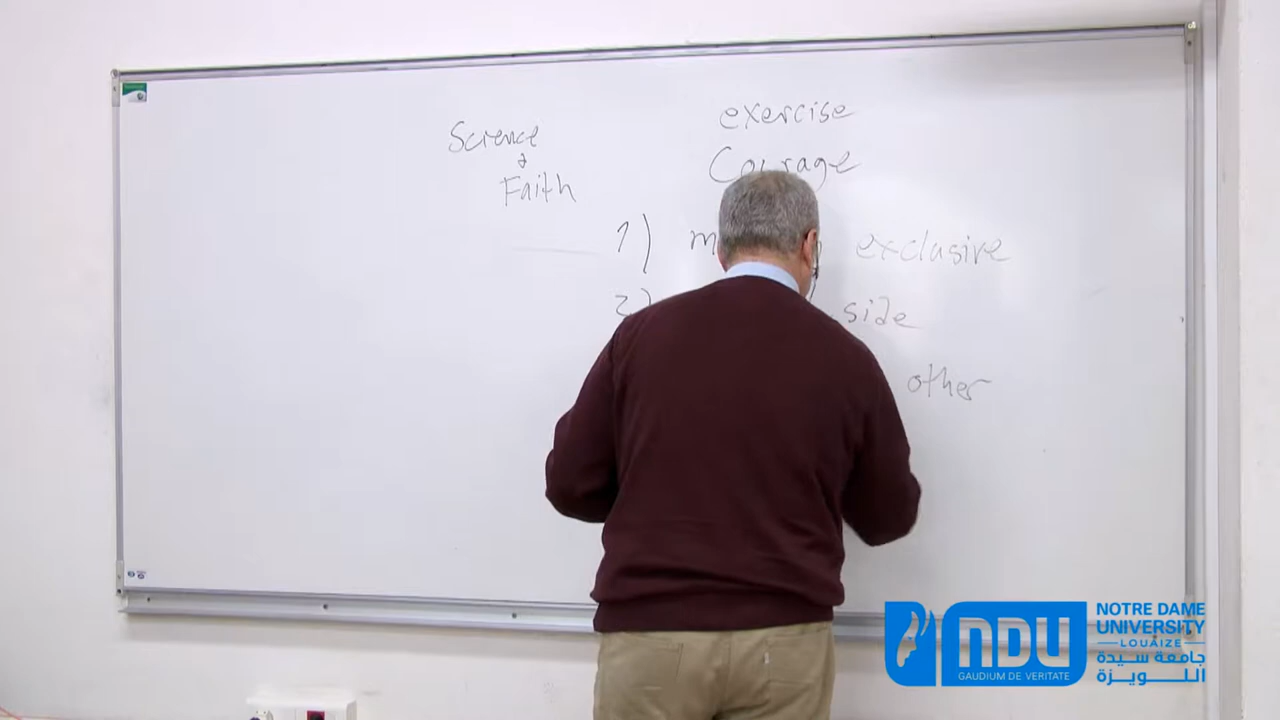 Science
&
Faith
exercise
Courage
1) m exclusive
2) side
other
NDU
GAUDIUM DE VERITATE
NOTRE DAME
UNIVERSITY
LOUAIZE
جامعة سيدة
اللويزة